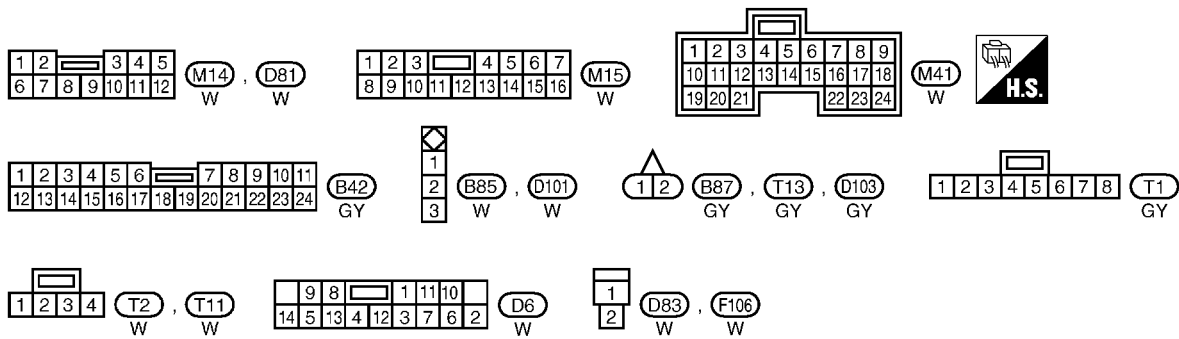 1 2 3 4 5
6 7 8 9 10 11 12
M14 , D81
W W
1 2 3 4 5 6 7
8 9 10 11 12 13 14 15 16
M15
W
1 2 3 4 5 6 7 8 9
10 11 12 13 14 15 16 17 18
19 20 21 22 23 24
M41
W
H.S.
1 2 3 4 5 6 7 8 9 10 11
12 13 14 15 16 17 18 19 20 21 22 23 24
B42
GY
1
2
3
B85 , D101
W W
1 2
B87 , T13 , D103
GY GY GY
1 2 3 4 5 6 7 8
T1
GY
1 2 3 4
T2 , T11
W W
9 8 1 11 10
14 5 13 4 12 3 7 6 2
D6
W
1
2
D83 , F106
W W